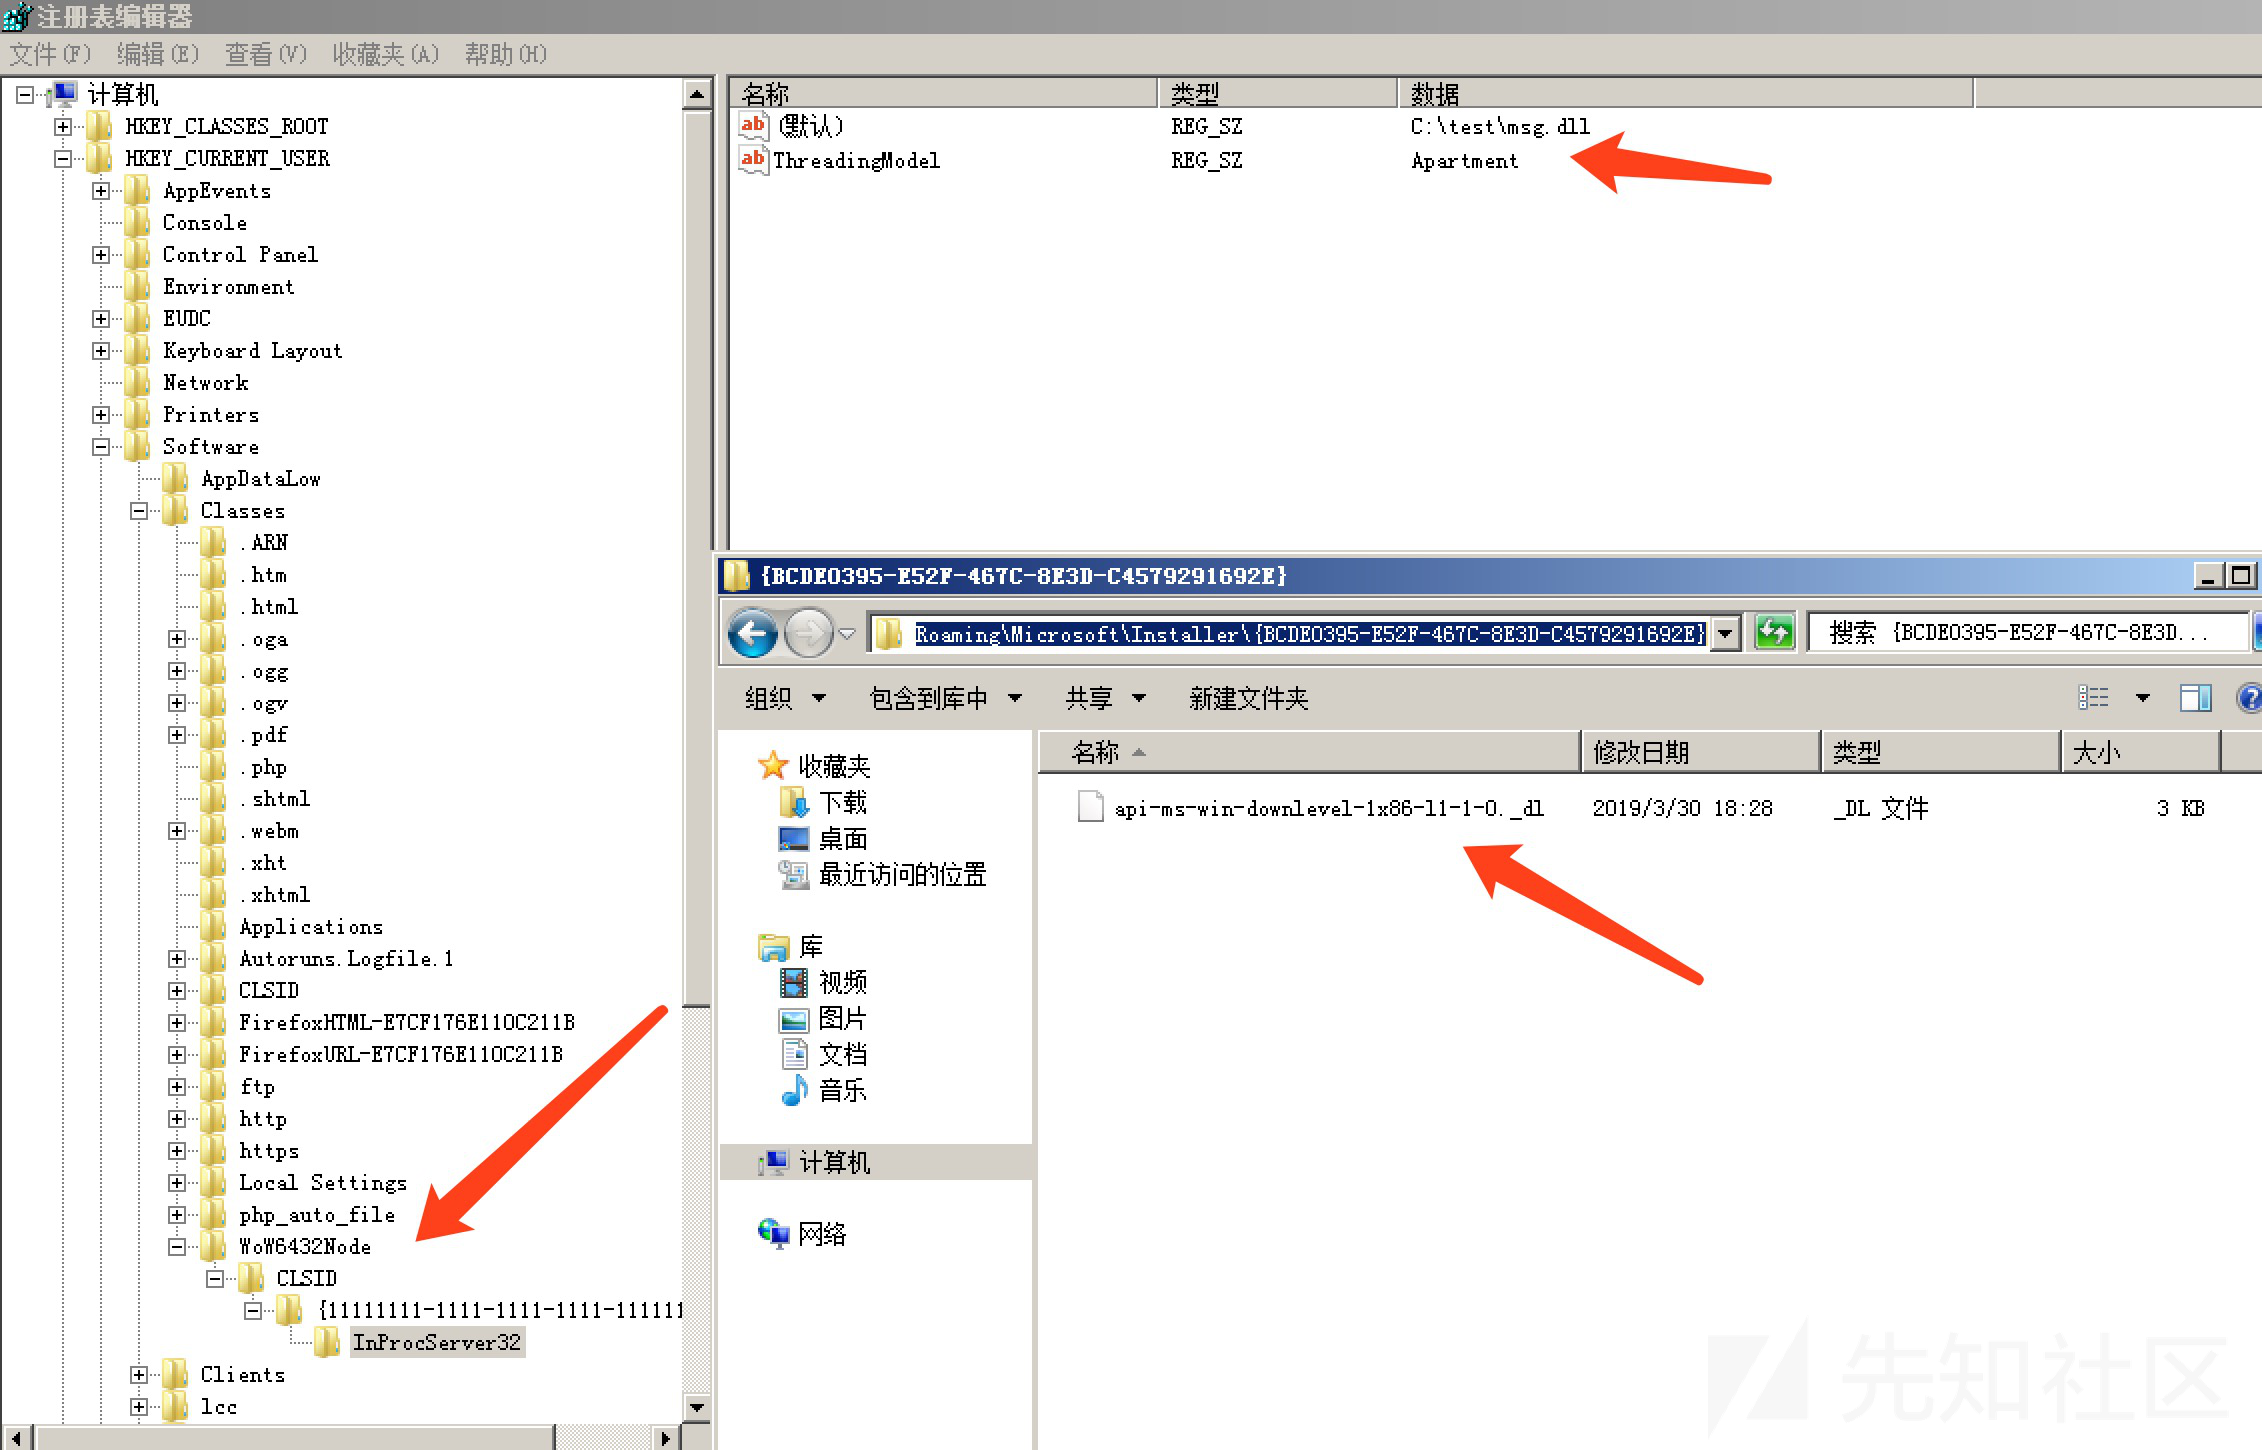 注册表编辑器
文件(F) 编辑(E) 查看(V) 收藏夹(A) 帮助(H)
计算机
HKEY_CLASSES_ROOT
HKEY_CURRENT_USER
AppEvents
Console
Control Panel
Environment
EUDC
Keyboard Layout
Network
Printers
Software
AppDataLow
Classes
.ARN
.htm
.html
.oga
.ogg
.ogv
.pdf
.php
.shtml
.webm
.xht
.xhtml
Applications
Autoruns.Logfile.1
CLSID
FirefoxHTML-E7CF176E110C211B
FirefoxURL-E7CF176E110C211B
ftp
http
https
Local Settings
php_auto_file
WoW6432Node
CLSID
{11111111-1111-1111-1111-111111
InProcServer32
Clients
lcc
名称 类型 数据
(默认) REG_SZ C:\test\msg.dll
ThreadingModel REG_SZ Apartment
{BCDE0395-E52F-467C-8E3D-C4579291692E}
Roaming\Microsoft\Installer\{BCDE0395-E52F-467C-8E3D-C4579291692E} 搜索 {BCDE0395-E52F-467C-8E3D...
组织 包含到库中 共享 新建文件夹
收藏夹
下载
桌面
最近访问的位置
库
视频
图片
文档
音乐
计算机
网络
名称 修改日期 类型 大小
api-ms-win-downlevel-1x86-l1-1-0._dl 2019/3/30 18:28 _DL 文件 3 KB
先知社区